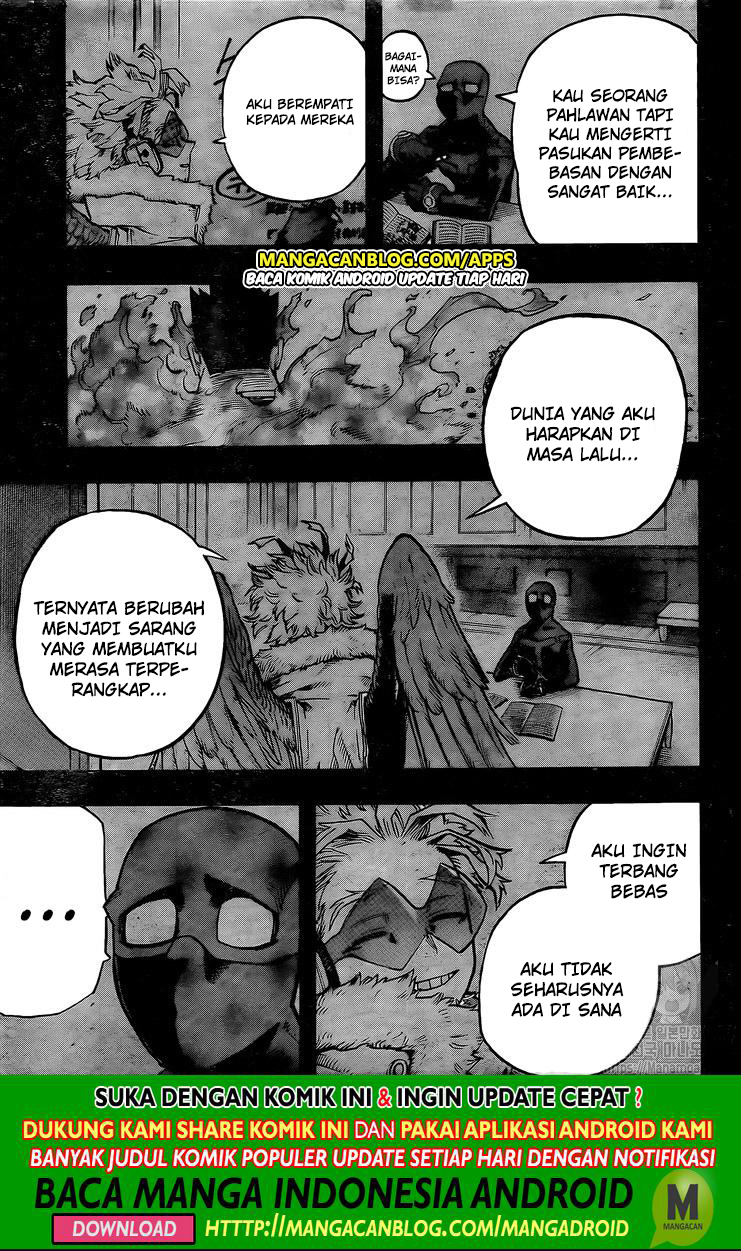 KAU SEORANG
PAHLAWAN TAPI
KAU MENGERTI
PASUKAN PEMBE-
BASAN DENGAN
SANGAT BAIK...
BAGAI-
MANA
BISA?
AKU BEREMPATI
KEPADA MEREKA
MANGACANBLOG.COM/APPS
BACA KOMIK ANDROID UPDATE TIAP HARI
DUNIA YANG AKU
HARAPKAN DI
MASA LALU...
TERNYATA BERUBAH
MENJADI SARANG
YANG MEMBUATKU
MERASA TERPE-
RANGKAP...
AKU INGIN
TERBANG
BEBAS
AKU TIDAK
SEHARUSNYA
ADA DI SANA
...
SUKA DENGAN KOMIK INI & INGIN UPDATE CEPAT ?
DUKUNG KAMI SHARE KOMIK INI DAN PAKAI APLIKASI ANDROID KAMI
BANYAK JUDUL KOMIK POPULER UPDATE SETIAP HARI DENGAN NOTIFIKASI
BACA MANGA INDONESIA ANDROID
DOWNLOAD
HTTTP://MANGACANBLOG.COM/MANGADROID
M
MANGACAN